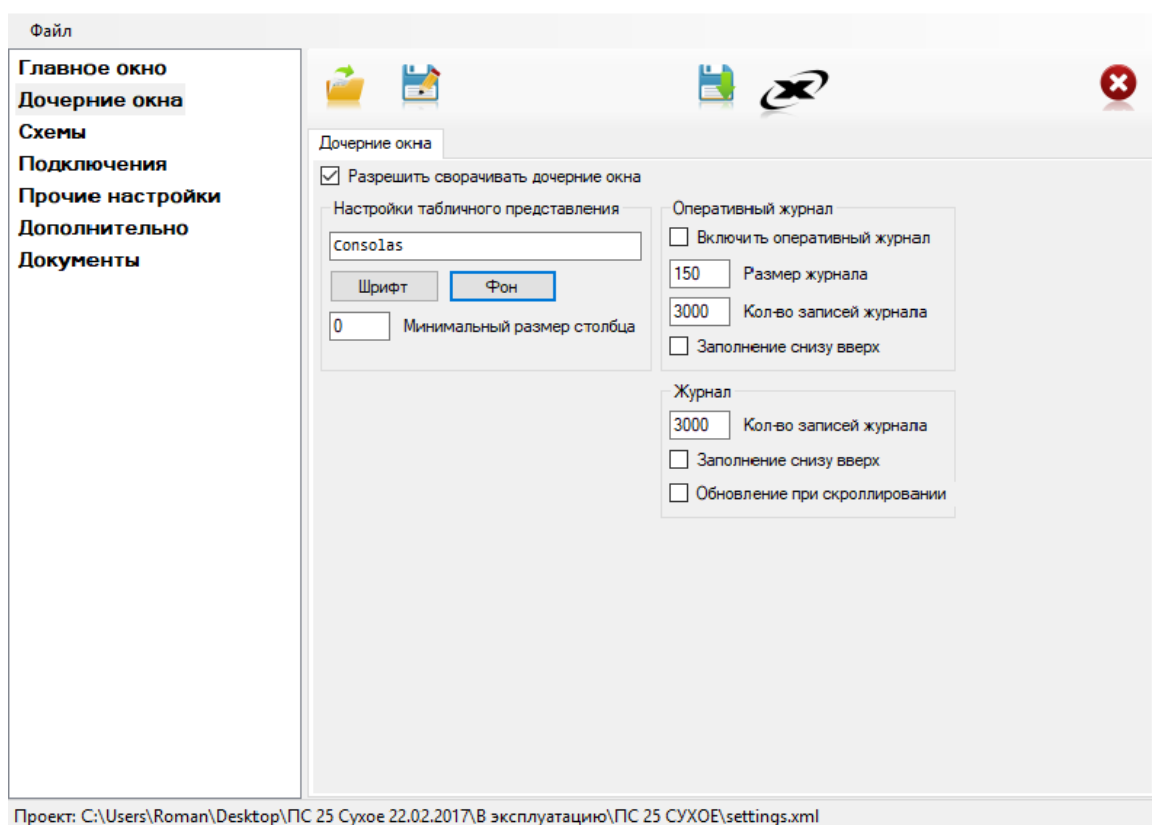 Файл
Главное окно
Дочерние окна
Схемы
Подключения
Прочие настройки
Дополнительно
Документы
Дочерние окна
Разрешить сворачивать дочерние окна
Настройки табличного представления
Consolas
Шрифт Фон
0 Минимальный размер столбца
Оперативный журнал
Включить оперативный журнал
150 Размер журнала
3000 Кол-во записей журнала
Заполнение снизу вверх
Журнал
3000 Кол-во записей журнала
Заполнение снизу вверх
Обновление при скроллировании
Проект: C:\Users\Roman\Desktop\ПС 25 Сухое 22.02.2017\В эксплуатацию\ПС 25 СУХОЕ\settings.xml